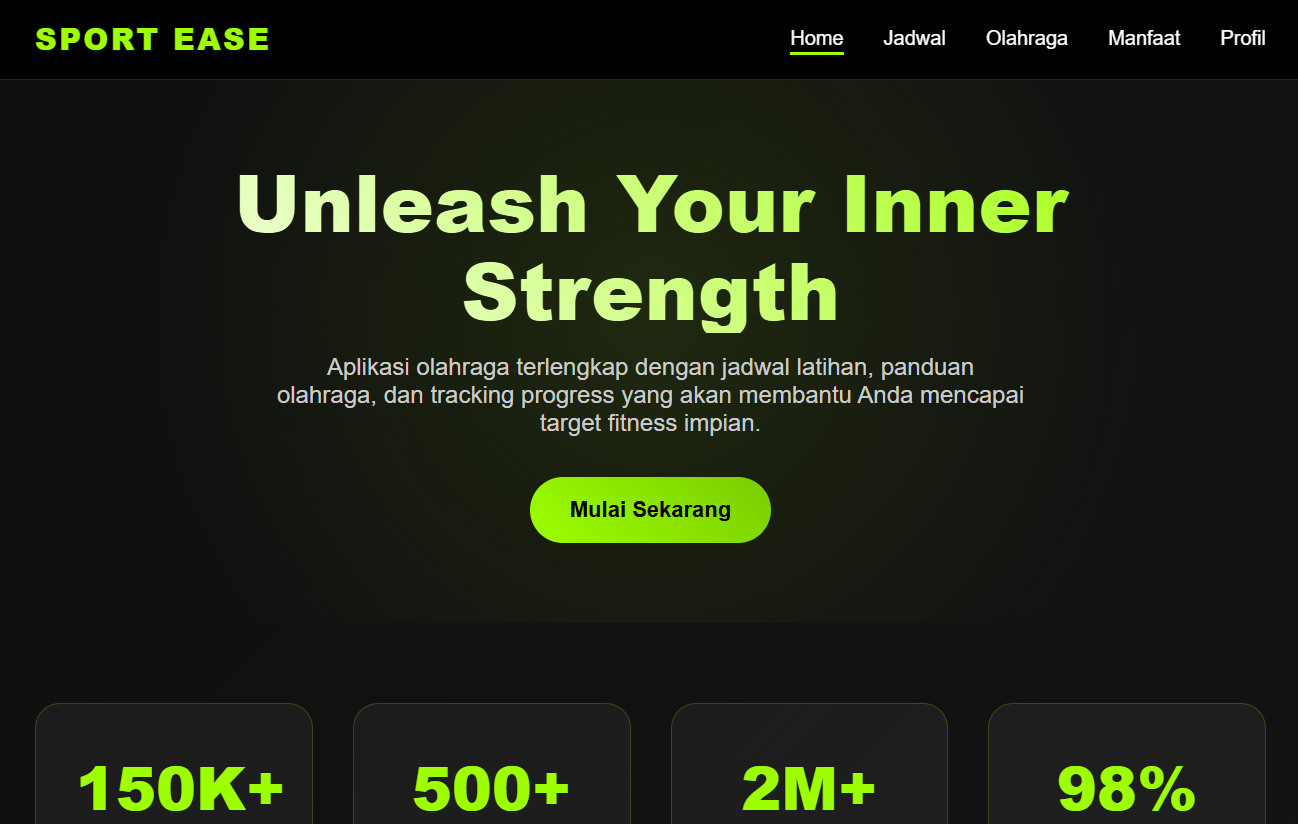 SPORT EASE
Home Jadwal Olahraga Manfaat Profil
Unleash Your Inner
Strength
Aplikasi olahraga terlengkap dengan jadwal latihan, panduan
olahraga, dan tracking progress yang akan membantu Anda mencapai
target fitness impian.
Mulai Sekarang
150K+ 500+ 2M+ 98%